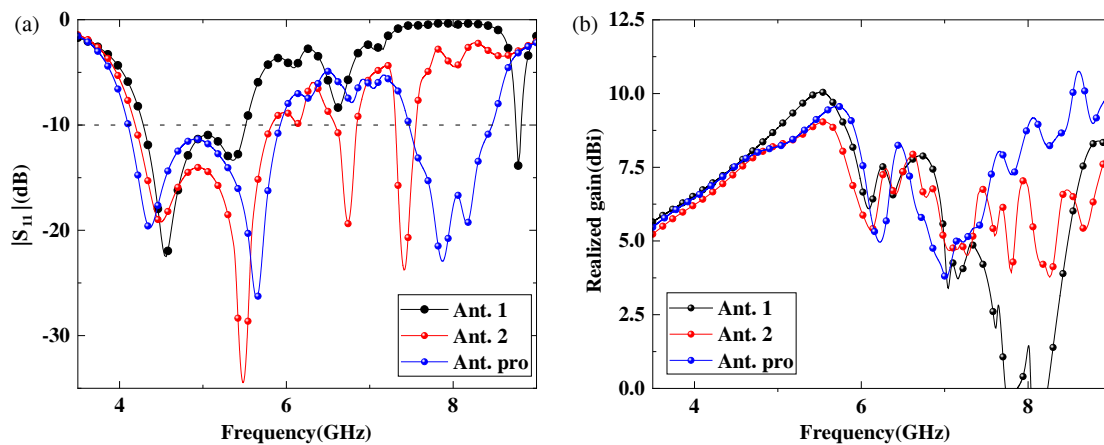 (a)
0
-10
-20
-30
|S11|(dB)
4
6
8
Frequency(GHz)
Ant. 1
Ant. 2
Ant. pro
(b)
12.5
10.0
7.5
5.0
2.5
0.0
Realized gain(dBi)
4
6
8
Frequency(GHz)
Ant. 1
Ant. 2
Ant. pro